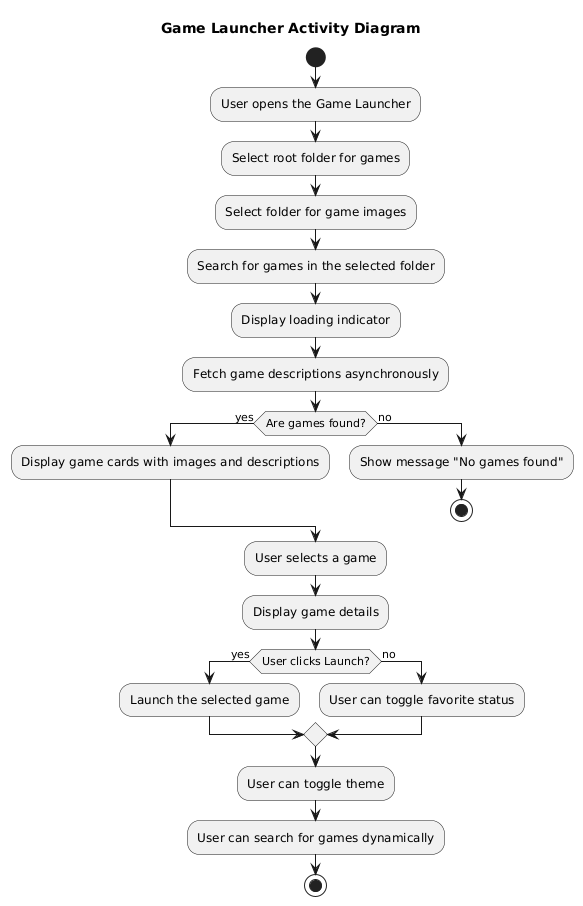 Game Launcher Activity Diagram
User opens the Game Launcher
Select root folder for games
Select folder for game images
Search for games in the selected folder
Display loading indicator
Fetch game descriptions asynchronously
yes
Are games found?
no
Display game cards with images and descriptions
Show message "No games found"
User selects a game
Display game details
yes
User clicks Launch?
no
Launch the selected game
User can toggle favorite status
User can toggle theme
User can search for games dynamically